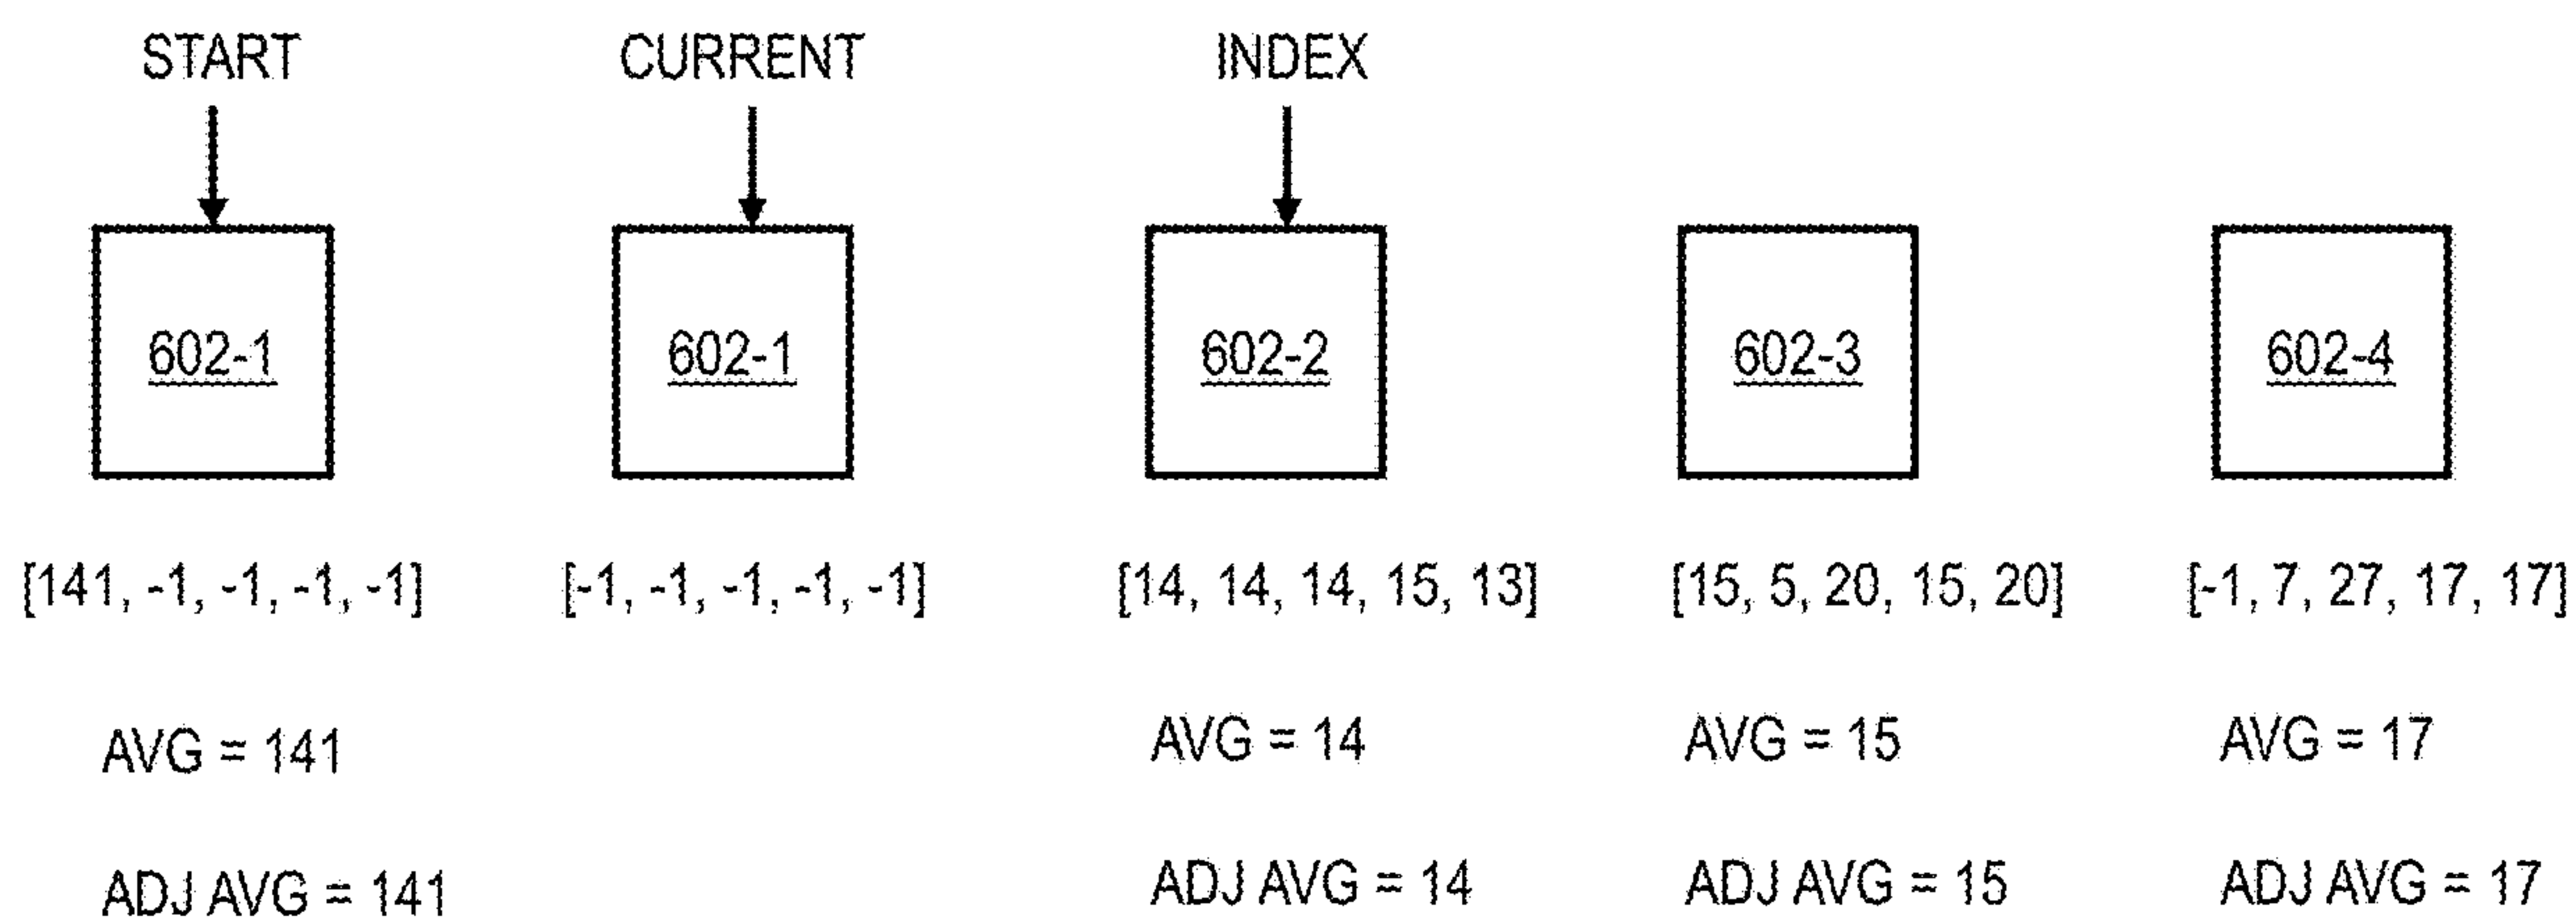 START CURRENT INDEX
602-1 602-1 602-2 602-3 602-4
[141, -1, -1, -1, -1] [-1, -1, -1, -1, -1] [14, 14, 14, 15, 13] [15, 5, 20, 15, 20] [-1, 7, 27, 17, 17]
AVG = 141 AVG = 14 AVG = 15 AVG = 17
ADJ AVG = 141 ADJ AVG = 14 ADJ AVG = 15 ADJ AVG = 17